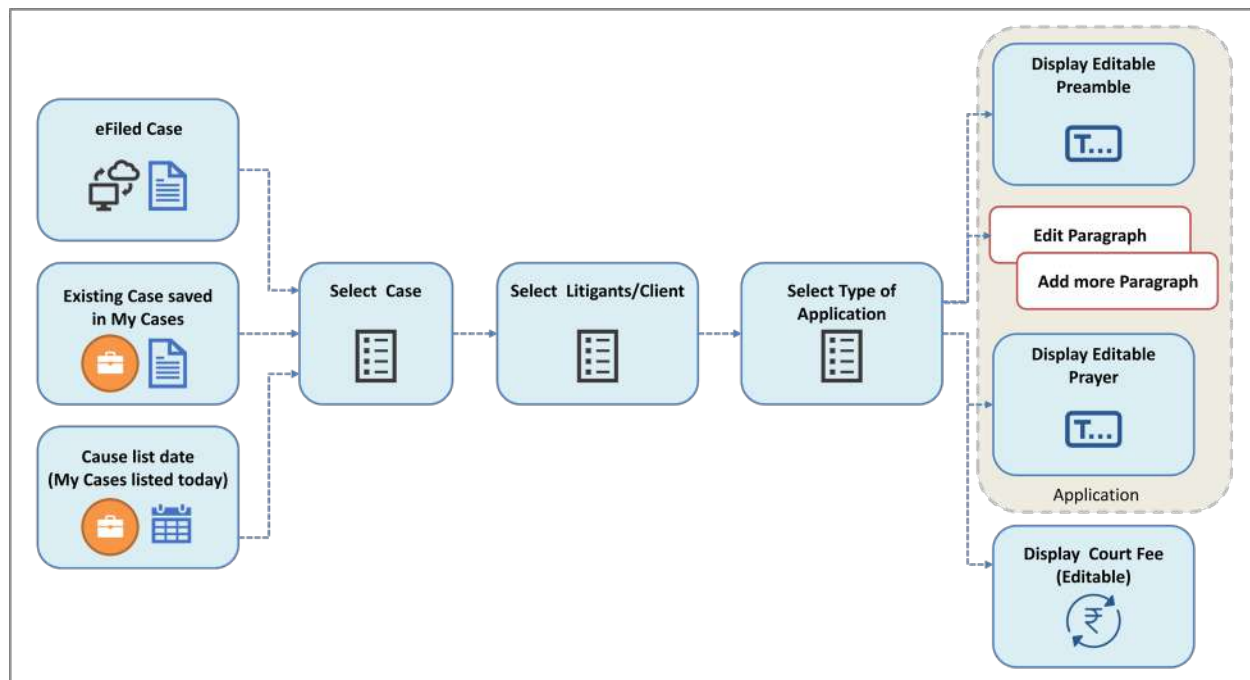 eFiled Case
Existing Case saved
in My Cases
Cause list date
(My Cases listed today)
Select Case
Select Litigants/Client
Select Type of
Application
Display Editable
Preamble
T...
Edit Paragraph
Add more Paragraph
Display Editable
Prayer
T...
Application
Display Court Fee
(Editable)
₹